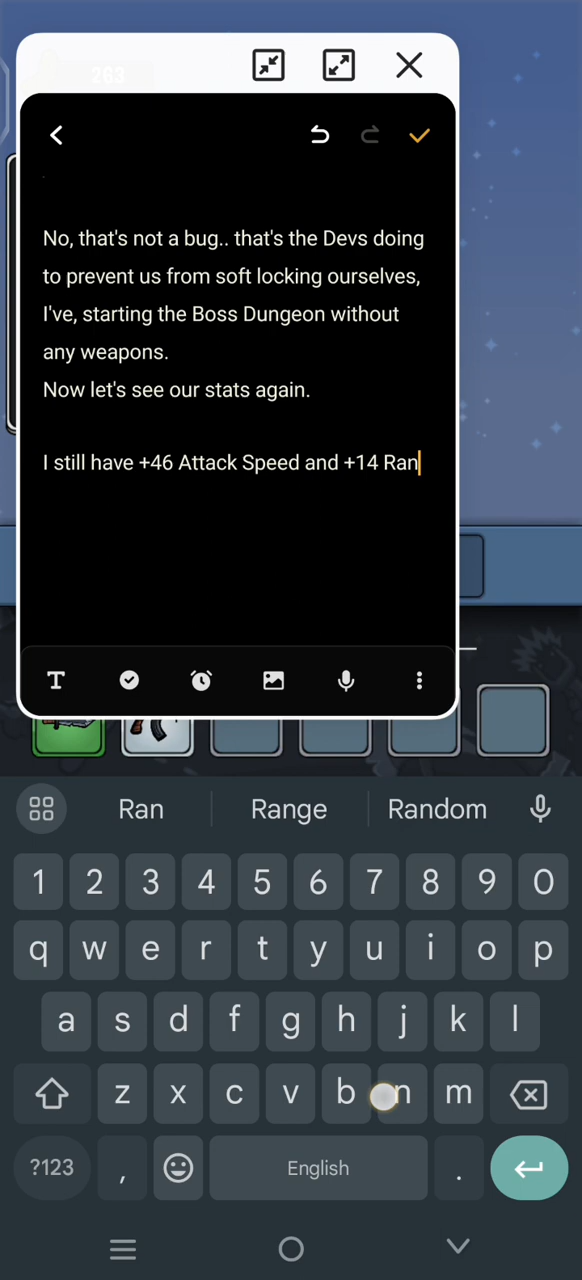 263
No, that's not a bug.. that's the Devs doing
to prevent us from soft locking ourselves,
I've, starting the Boss Dungeon without
any weapons.
Now let's see our stats again.
I still have +46 Attack Speed and +14 Ran
T
Ran Range Random
1 2 3 4 5 6 7 8 9 0
q w e r t y u i o p
a s d f g h j k l
z x c v b n m
?123 , English .